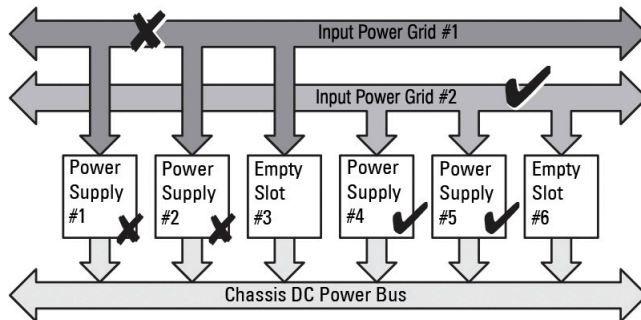 Input Power Grid #1
Input Power Grid #2
Power
Supply
#1
Power
Supply
#2
Empty
Slot
#3
Power
Supply
#4
Power
Supply
#5
Empty
Slot
#6
Chassis DC Power Bus